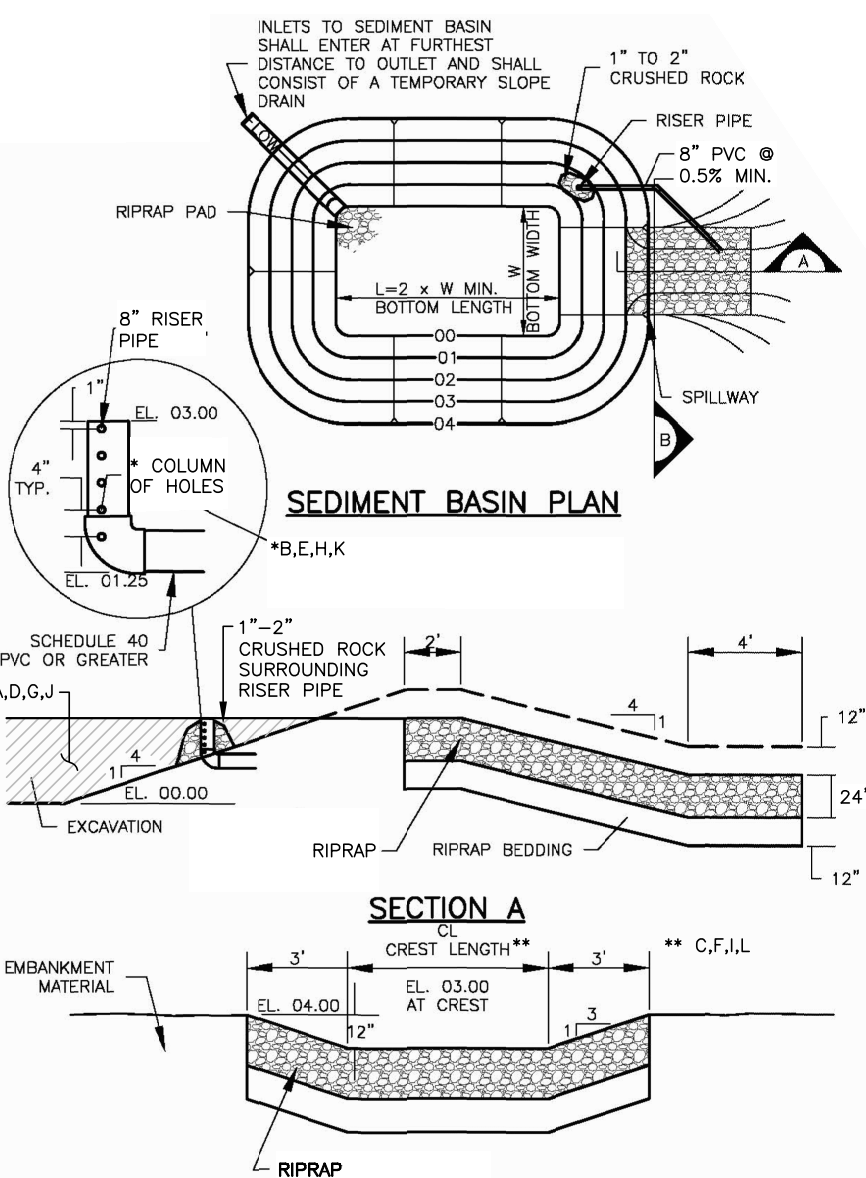 INLETS TO SEDIMENT BASIN
SHALL ENTER AT FURTHEST
DISTANCE TO OUTLET AND SHALL
CONSIST OF A TEMPORARY SLOPE
DRAIN
1" TO 2"
CRUSHED ROCK
RISER PIPE
8" PVC @
0.5% MIN.
FLOW
RIPRAP PAD
W
BOTTOM WIDTH
L=2 x W MIN.
BOTTOM LENGTH
A
00
01
02
03
04
SPILLWAY
B
8" RISER
PIPE
1"
EL. 03.00
4"
TYP.
* COLUMN
OF HOLES
SEDIMENT BASIN PLAN
*B,E,H,K
EL. 01.25
SCHEDULE 40
PVC OR GREATER
1"-2"
CRUSHED ROCK
SURROUNDING
RISER PIPE
2'
4'
A,D,G,J
4
1
12"
4
1
EL. 00.00
24"
EXCAVATION
RIPRAP
RIPRAP BEDDING
12"
SECTION A
CL
CREST LENGTH**
** C,F,I,L
3'
3'
EMBANKMENT
MATERIAL
EL. 04.00
EL. 03.00
AT CREST
12"
3
1
RIPRAP